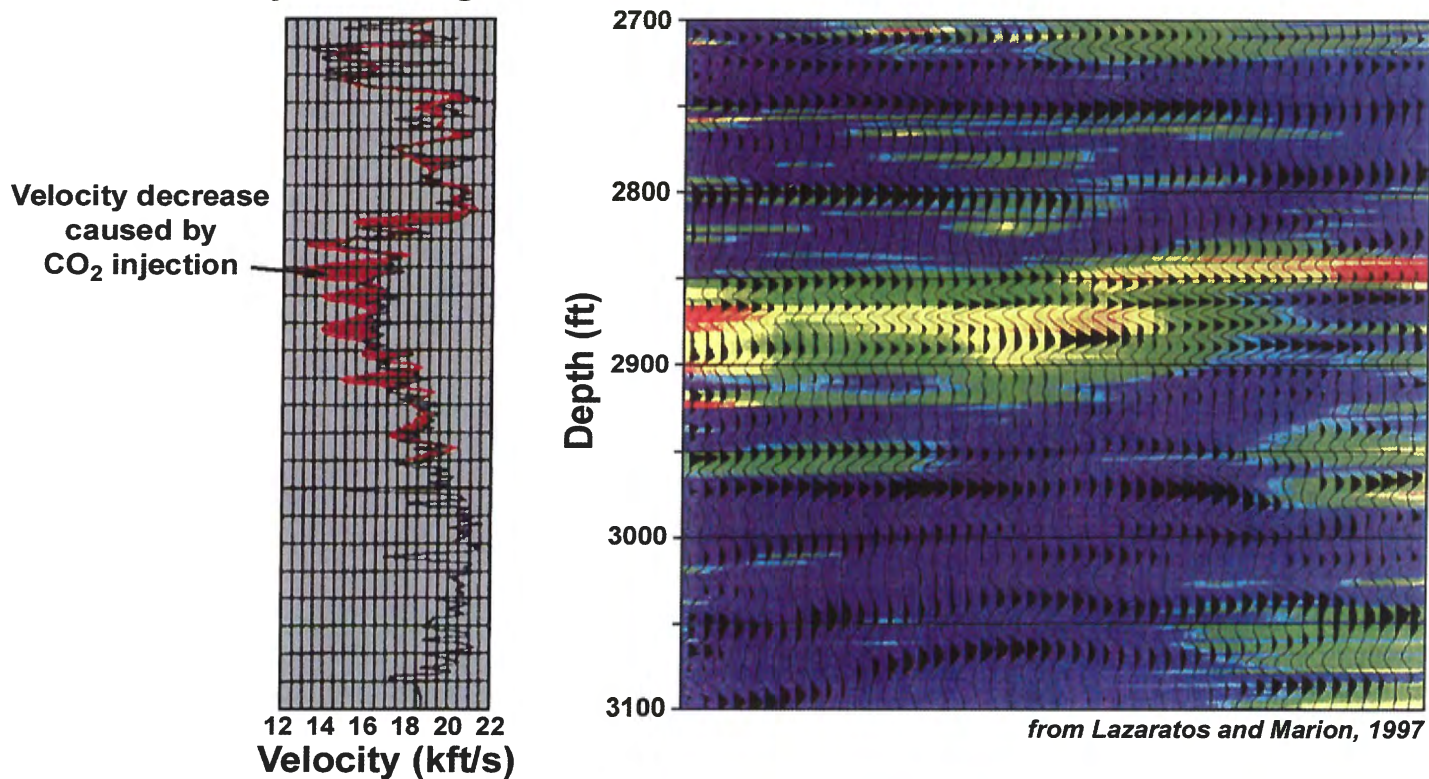 Velocity decrease
caused by
CO₂ injection
12 14 16 18 20 22
Velocity (kft/s)
Depth (ft)
2700
2800
2900
3000
3100
from Lazaratos and Marion, 1997